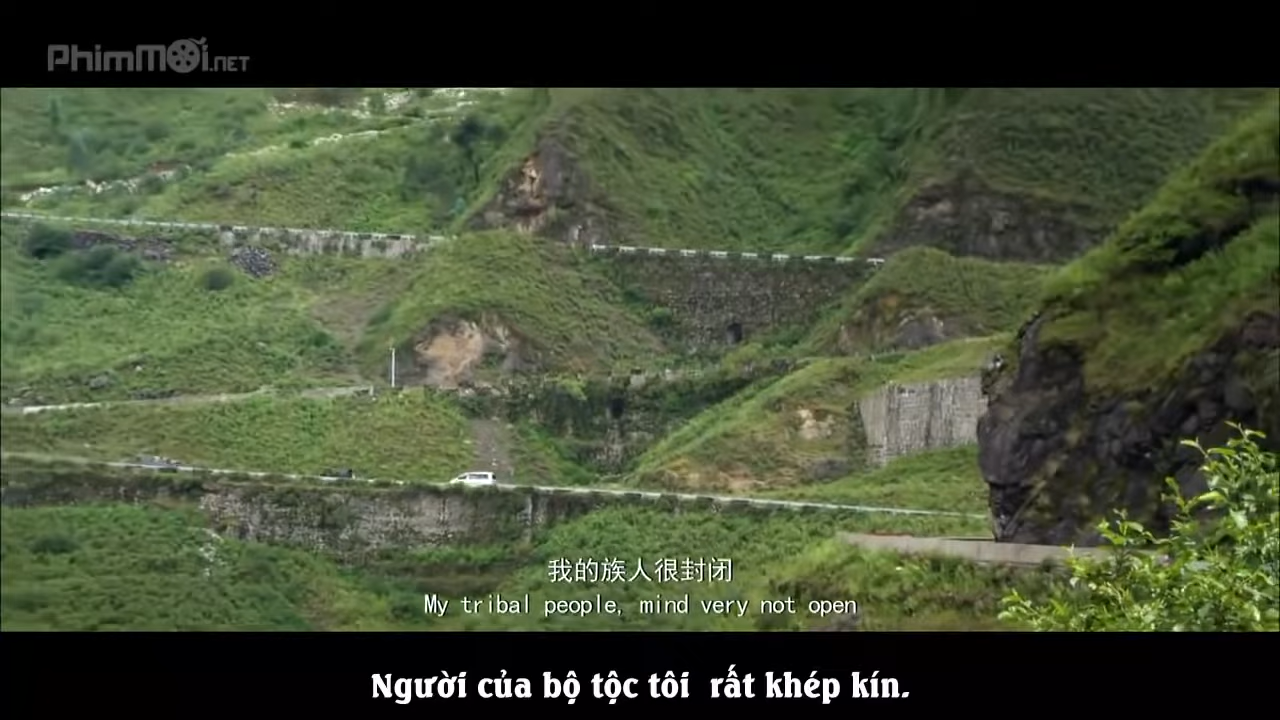 PhimMới.NET
我的族人很封闭
My tribal people, mind very not open
Người của bộ tộc tôi rất khép kín.